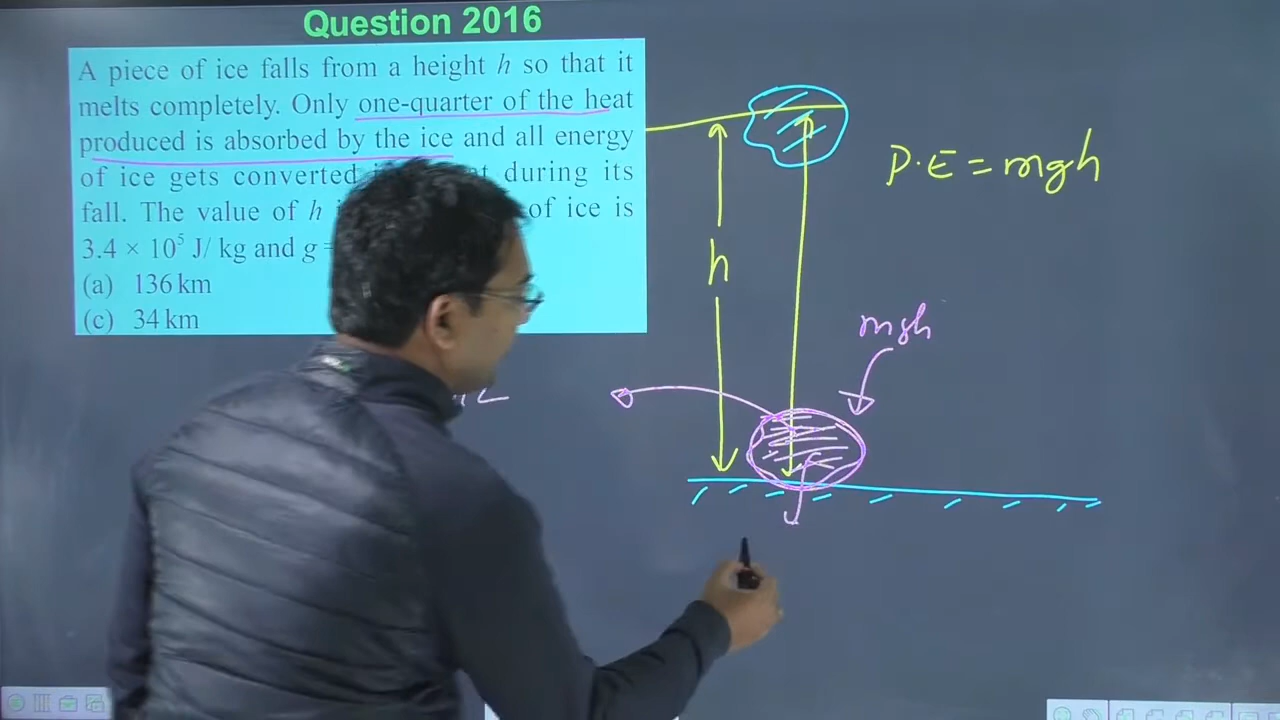 Question 2016
A piece of ice falls from a height h so that it
melts completely. Only one-quarter of the heat
produced is absorbed by the ice and all energy
of ice gets converted during its
fall. The value of h of ice is
3.4 × 10⁵ J/ kg and g
(a) 136 km
(c) 34 km
P.E = mgh
h
mgh